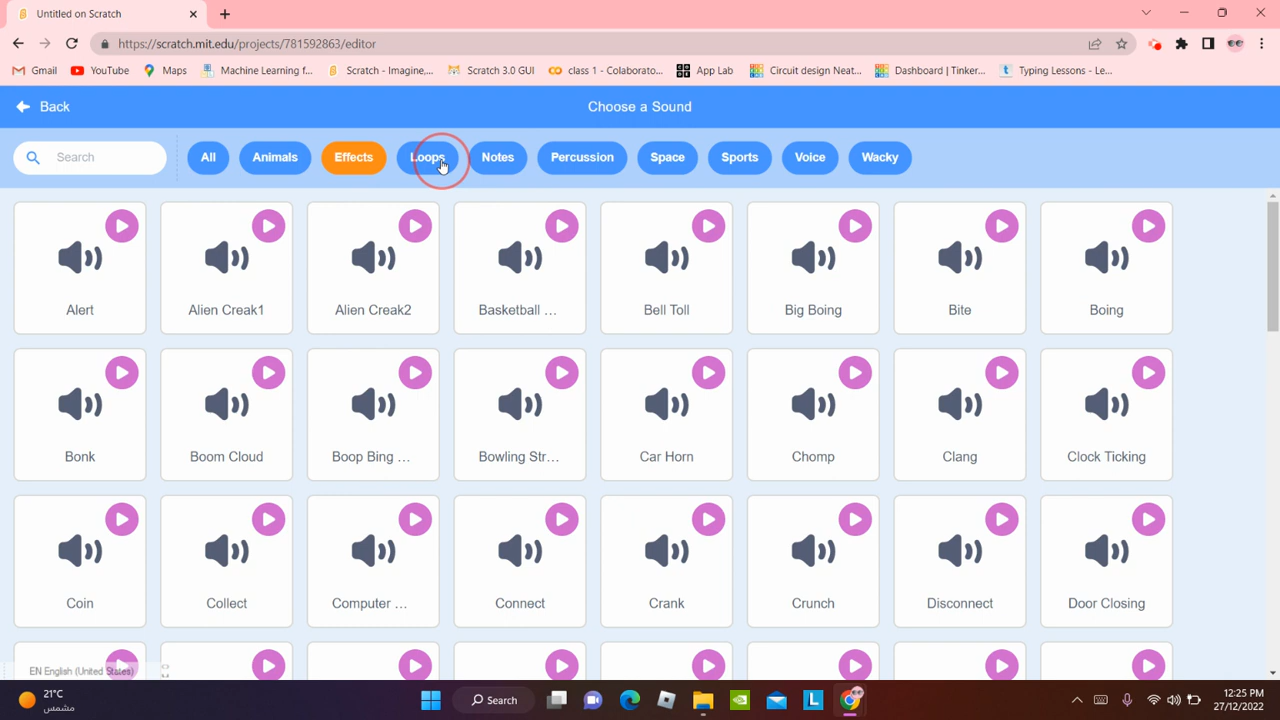 Untitled on Scratch
https://scratch.mit.edu/projects/781592863/editor
Gmail YouTube Maps Machine Learning f... Scratch - Imagine,... Scratch 3.0 GUI class 1 - Colaborato... App Lab Circuit design Neat... Dashboard | Tinker... Typing Lessons - Le...
Back Choose a Sound
Search All Animals Effects Loops Notes Percussion Space Sports Voice Wacky
Alert Alien Creak1 Alien Creak2 Basketball ... Bell Toll Big Boing Bite Boing
Bonk Boom Cloud Boop Bing ... Bowling Str... Car Horn Chomp Clang Clock Ticking
Coin Collect Computer ... Connect Crank Crunch Disconnect Door Closing
EN English (United States)
21°C
مشمس
Search
12:25 PM
27/12/2022